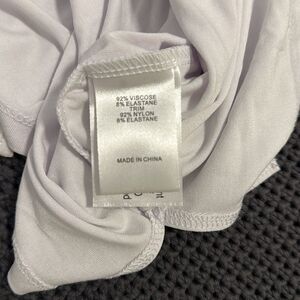 92% VISCOSE
8% ELASTANE
TRIM
92% NYLON
8% ELASTANE
MADE IN CHINA